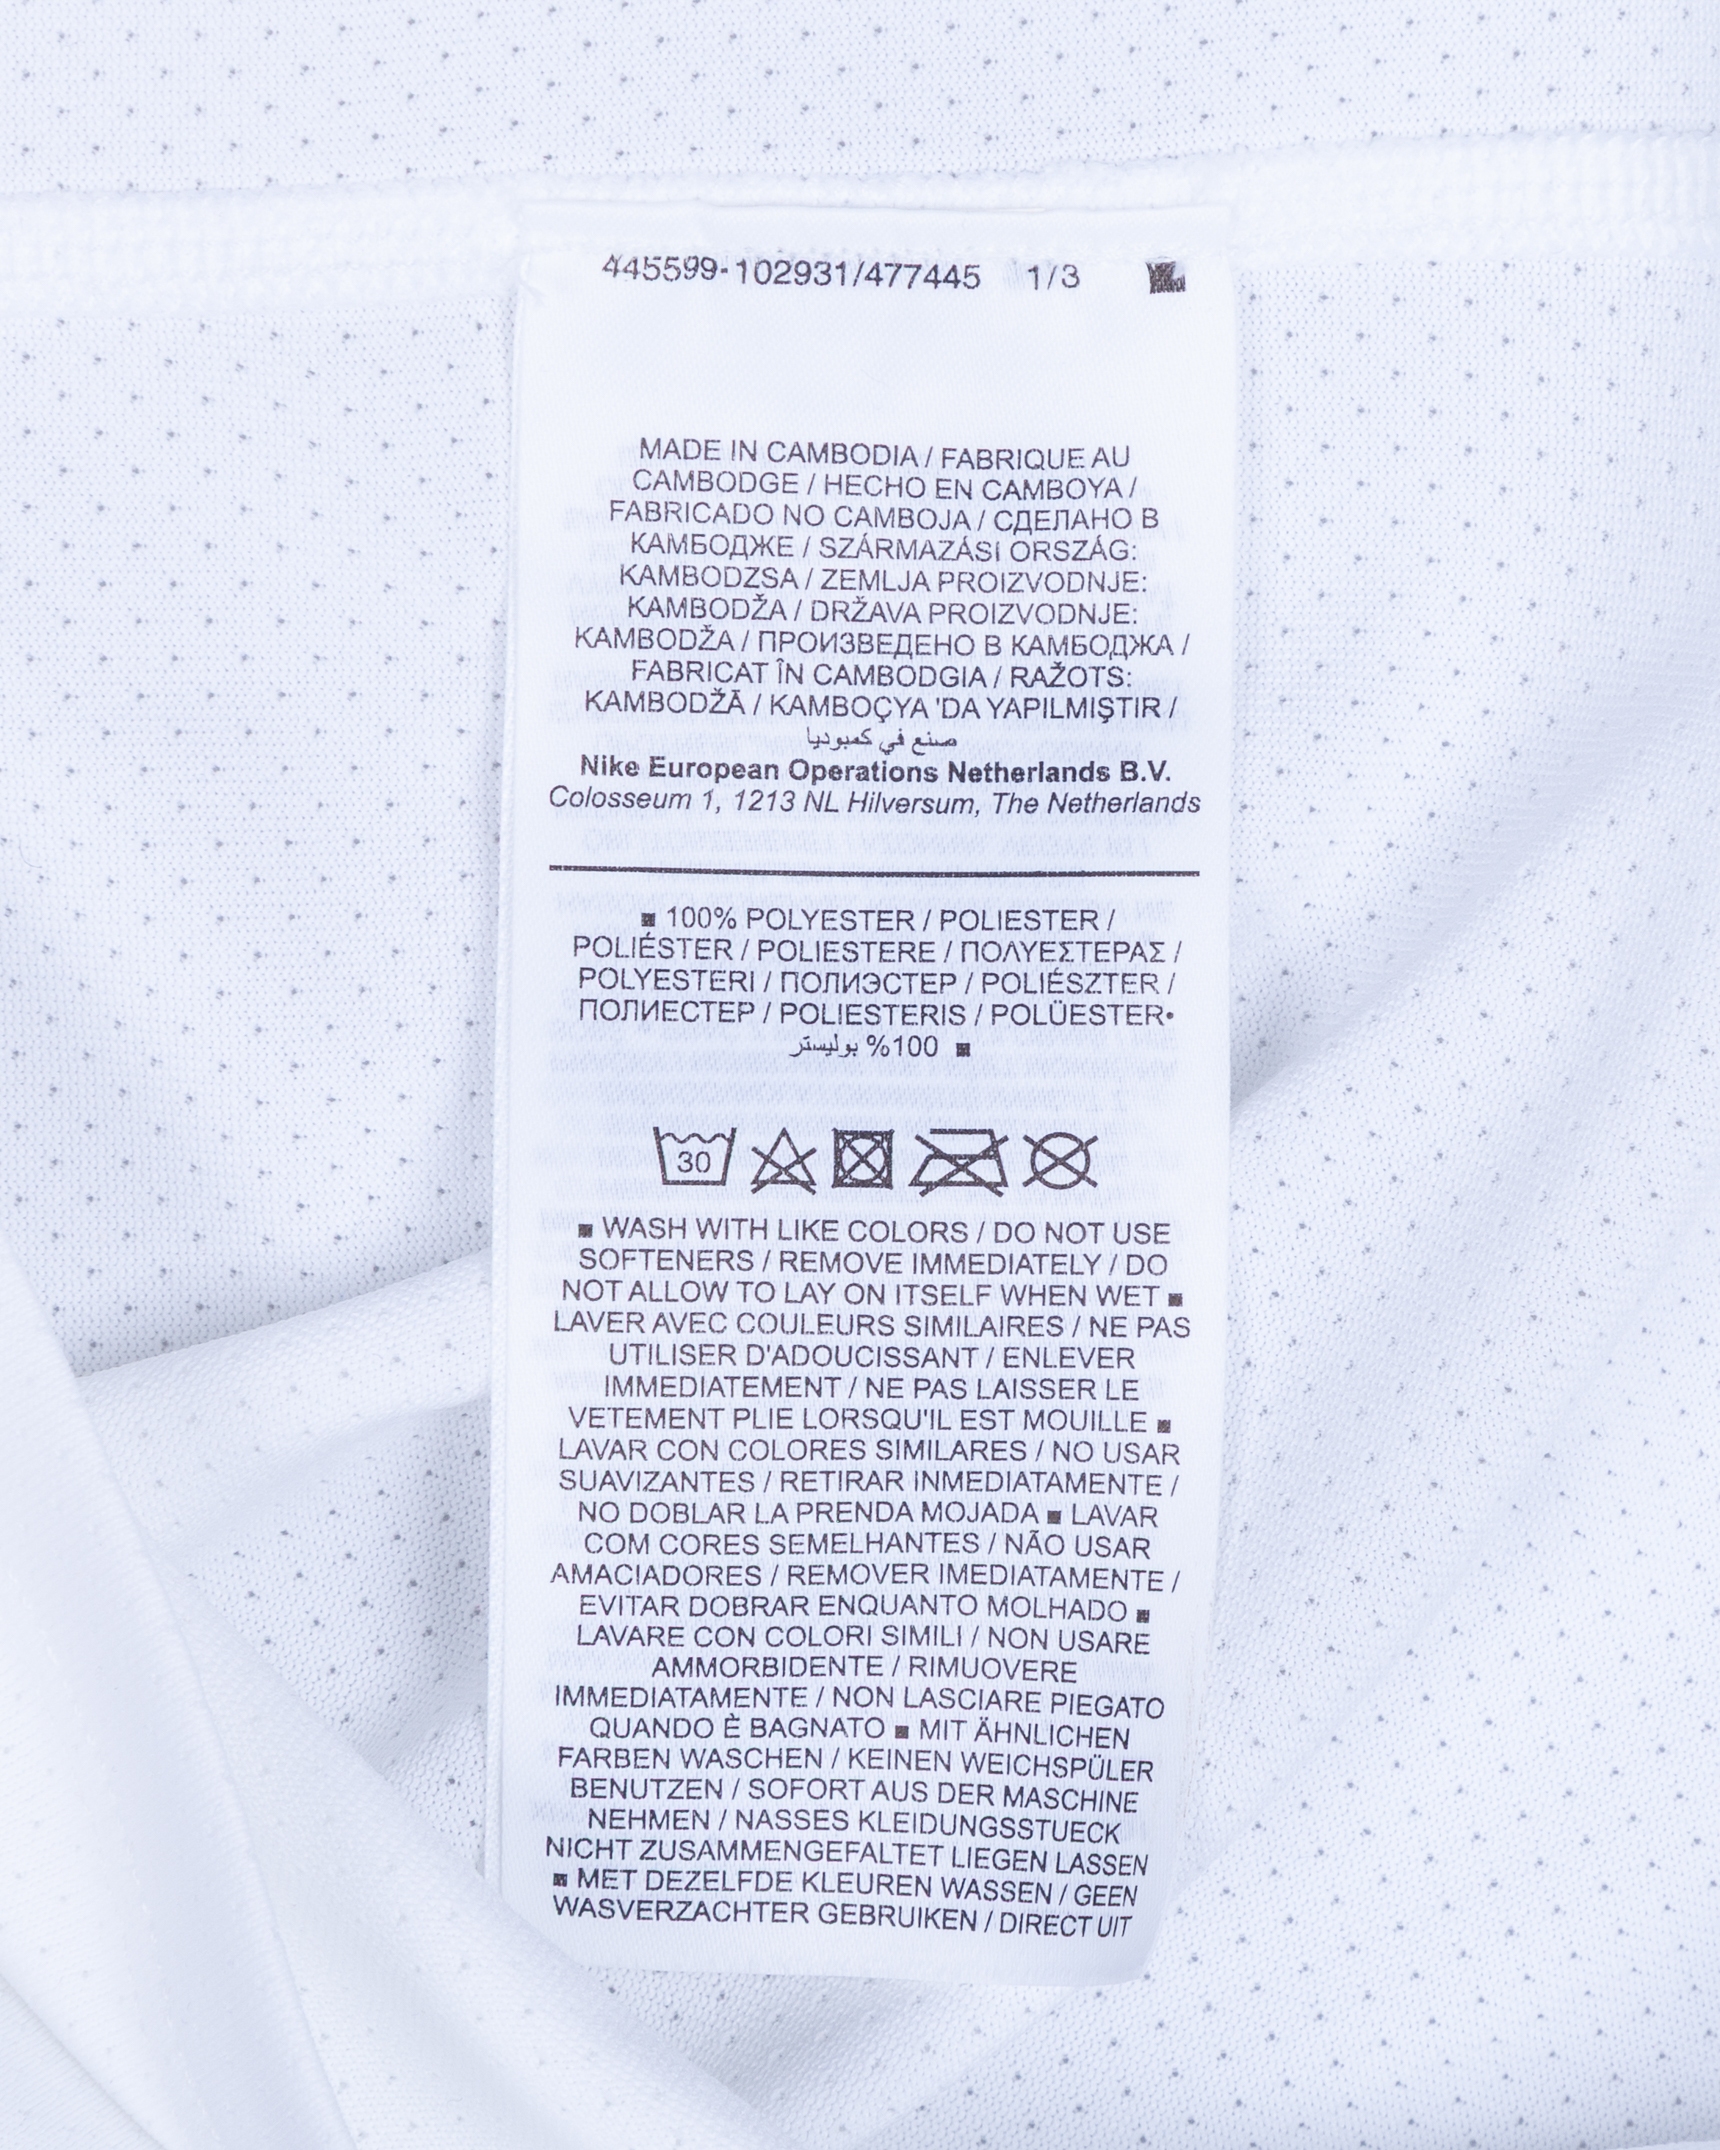 445599-102931/477445 1/3
MADE IN CAMBODIA / FABRIQUE AU
CAMBODGE / HECHO EN CAMBOYA /
FABRICADO NO CAMBOJA / СДЕЛАНО В
КАМБОДЖЕ / SZÁRMAZÁSI ORSZÁG:
KAMBODZSA / ZEMLJA PROIZVODNJE:
KAMBODŽA / DRŽAVA PROIZVODNJE:
KAMBODŽA / ПРОИЗВЕДЕНО В КАМБОДЖА /
FABRICAT ÎN CAMBODGIA / RAŽOTS:
KAMBODŽĀ / KAMBOÇYA 'DA YAPILMIŞTIR /
صنع في كمبوديا
Nike European Operations Netherlands B.V.
Colosseum 1, 1213 NL Hilversum, The Netherlands
■ 100% POLYESTER / POLIESTER /
POLIÉSTER / POLIESTERE / ΠΟΛΥΕΣΤΕΡΑΣ /
POLYESTERI / ПОЛИЭСТЕР / POLIÉSZTER /
ПОЛИЕСТЕР / POLIESTERIS / POLÜESTER•
■ 100% بوليستر
30
■ WASH WITH LIKE COLORS / DO NOT USE
SOFTENERS / REMOVE IMMEDIATELY / DO
NOT ALLOW TO LAY ON ITSELF WHEN WET ■
LAVER AVEC COULEURS SIMILAIRES / NE PAS
UTILISER D'ADOUCISSANT / ENLEVER
IMMEDIATEMENT / NE PAS LAISSER LE
VETEMENT PLIE LORSQU'IL EST MOUILLE ■
LAVAR CON COLORES SIMILARES / NO USAR
SUAVIZANTES / RETIRAR INMEDIATAMENTE /
NO DOBLAR LA PRENDA MOJADA ■ LAVAR
COM CORES SEMELHANTES / NÃO USAR
AMACIADORES / REMOVER IMEDIATAMENTE /
EVITAR DOBRAR ENQUANTO MOLHADO ■
LAVARE CON COLORI SIMILI / NON USARE
AMMORBIDENTE / RIMUOVERE
IMMEDIATAMENTE / NON LASCIARE PIEGATO
QUANDO È BAGNATO ■ MIT ÄHNLICHEN
FARBEN WASCHEN / KEINEN WEICHSPÜLER
BENUTZEN / SOFORT AUS DER MASCHINE
NEHMEN / NASSES KLEIDUNGSSTUECK
NICHT ZUSAMMENGEFALTET LIEGEN LASSEN
■ MET DEZELFDE KLEUREN WASSEN / GEEN
WASVERZACHTER GEBRUIKEN / DIRECT UIT